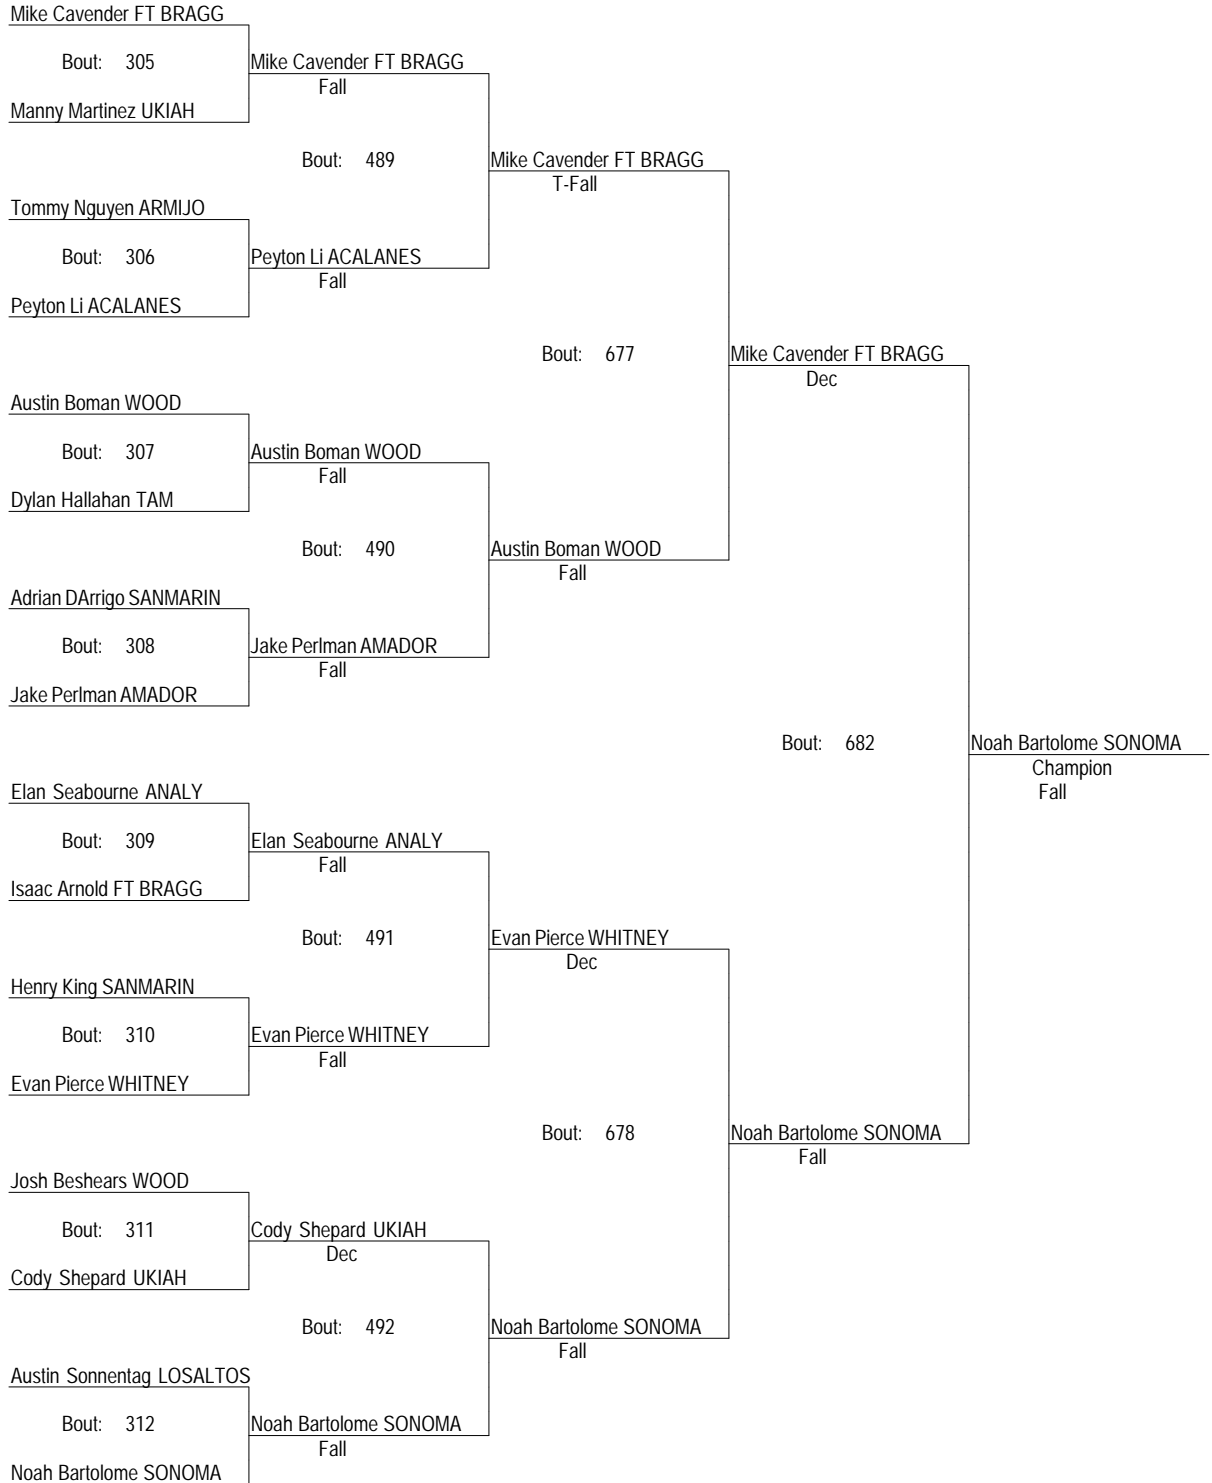 Mike Cavender FT BRAGG
Bout: 305 Mike Cavender FT BRAGG
Fall
Manny Martinez UKIAH
Bout: 489 Mike Cavender FT BRAGG
T-Fall
Tommy Nguyen ARMIJO
Bout: 306 Peyton Li ACALANES
Fall
Peyton Li ACALANES
Bout: 677 Mike Cavender FT BRAGG
Dec
Austin Boman WOOD
Bout: 307 Austin Boman WOOD
Fall
Dylan Hallahan TAM
Bout: 490 Austin Boman WOOD
Fall
Adrian DArrigo SANMARIN
Bout: 308 Jake Perlman AMADOR
Fall
Jake Perlman AMADOR
Bout: 682 Noah Bartolome SONOMA
Champion
Fall
Elan Seabourne ANALY
Bout: 309 Elan Seabourne ANALY
Fall
Isaac Arnold FT BRAGG
Bout: 491 Evan Pierce WHITNEY
Dec
Henry King SANMARIN
Bout: 310 Evan Pierce WHITNEY
Fall
Evan Pierce WHITNEY
Bout: 678 Noah Bartolome SONOMA
Fall
Josh Beshears WOOD
Bout: 311 Cody Shepard UKIAH
Dec
Cody Shepard UKIAH
Bout: 492 Noah Bartolome SONOMA
Fall
Austin Sonnentag LOSALTOS
Bout: 312 Noah Bartolome SONOMA
Fall
Noah Bartolome SONOMA